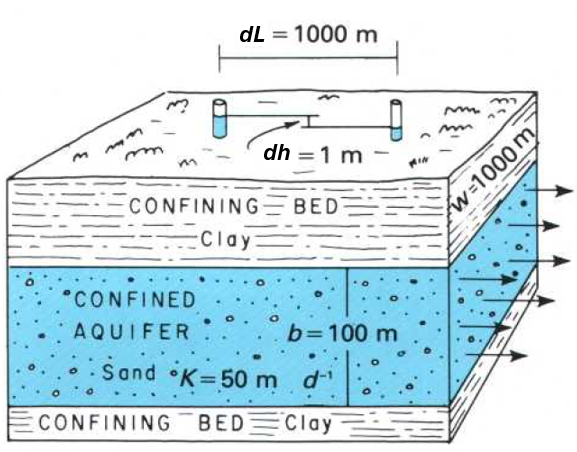 dL = 1000 m
dh = 1 m
w=1000 m
CONFINING BED
Clay
CONFINED
AQUIFER
b=100 m
Sand K=50 m d⁻¹
CONFINING BED Clay